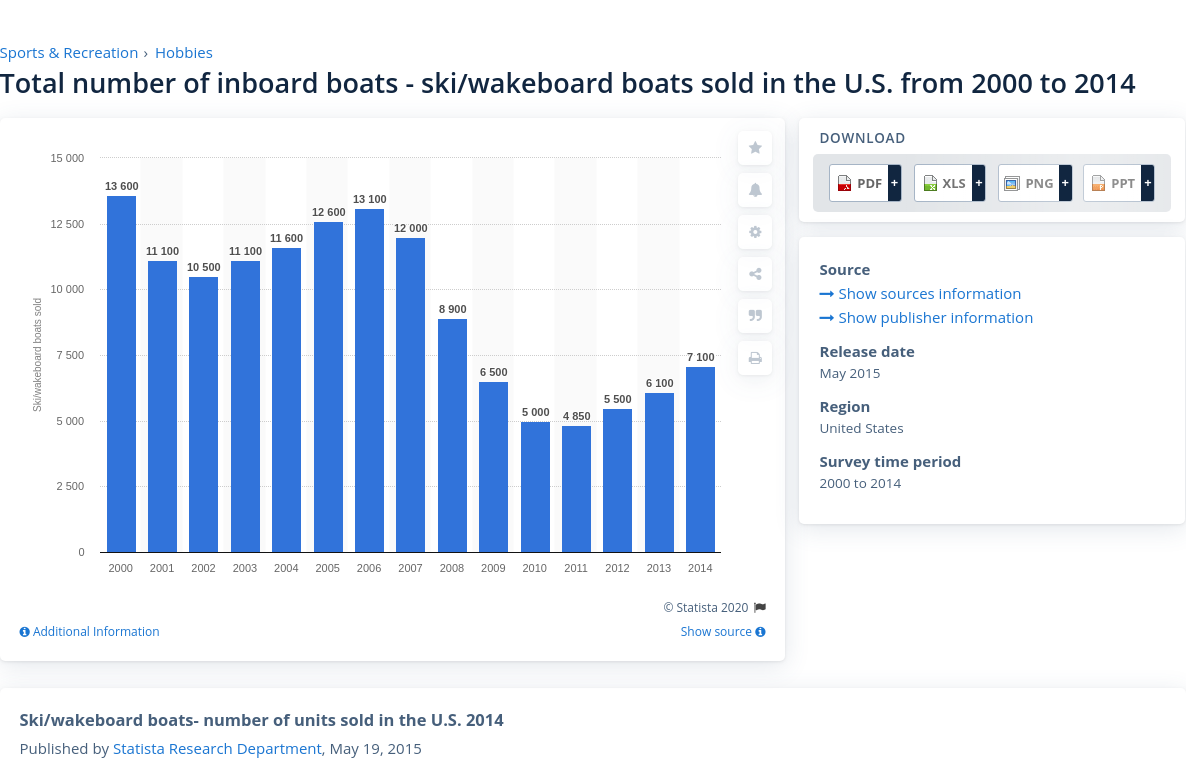 Sports & Recreation › Hobbies
Total number of inboard boats - ski/wakeboard boats sold in the U.S. from 2000 to 2014
Ski/wakeboard boats sold
15 000
12 500
10 000
7 500
5 000
2 500
0
13 600
11 100
10 500
11 100
11 600
12 600
13 100
12 000
8 900
6 500
5 000
4 850
5 500
6 100
7 100
2000 2001 2002 2003 2004 2005 2006 2007 2008 2009 2010 2011 2012 2013 2014
© Statista 2020
Additional Information
Show source
DOWNLOAD
PDF + XLS + PNG + PPT +
Source
Show sources information
Show publisher information
Release date
May 2015
Region
United States
Survey time period
2000 to 2014
Ski/wakeboard boats- number of units sold in the U.S. 2014
Published by Statista Research Department, May 19, 2015